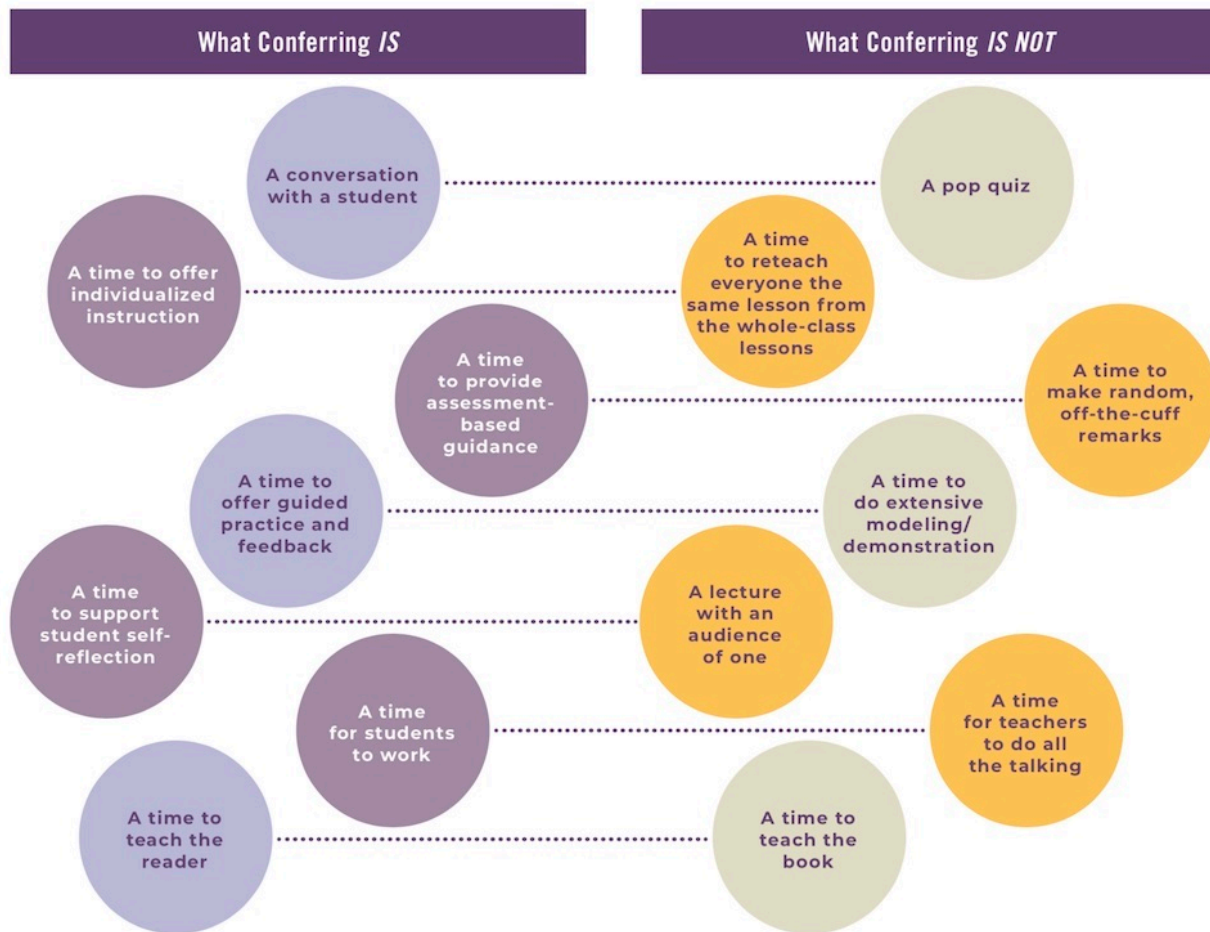 What Conferring IS
What Conferring IS NOT
A conversation
with a student
A pop quiz
A time to offer
individualized
instruction
A time
to reteach
everyone the
same lesson from
the whole-class
lessons
A time
to provide
assessment-
based
guidance
A time to
make random,
off-the-cuff
remarks
A time to
offer guided
practice and
feedback
A time to
do extensive
modeling/
demonstration
A time
to support
student self-
reflection
A lecture
with an
audience
of one
A time
for students
to work
A time
for teachers
to do all
the talking
A time to
teach the
reader
A time to
teach the
book